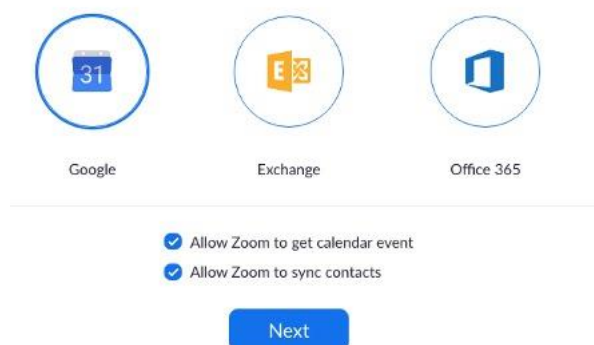 31
E
Google
Exchange
Office 365
Allow Zoom to get calendar event
Allow Zoom to sync contacts
Next